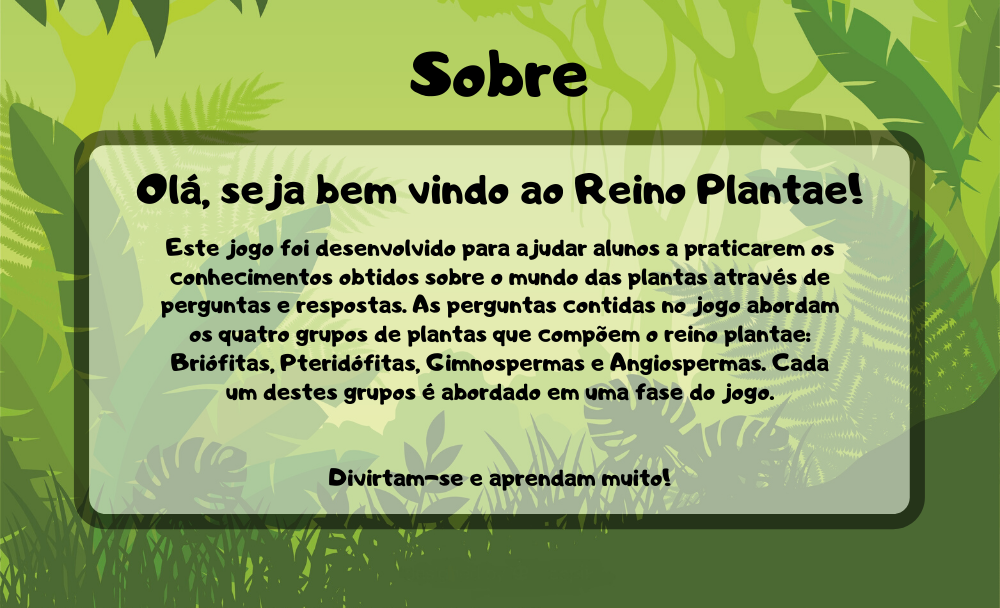 Sobre
Olá, seja bem vindo ao Reino Plantae!
Este jogo foi desenvolvido para ajudar alunos a praticarem os
conhecimentos obtidos sobre o mundo das plantas através de
perguntas e respostas. As perguntas contidas no jogo abordam
os quatro grupos de plantas que compõem o reino plantae:
Briófitas, Pteridófitas, Gimnospermas e Angiospermas. Cada
um destes grupos é abordado em uma fase do jogo.
Divirtam-se e aprendam muito!